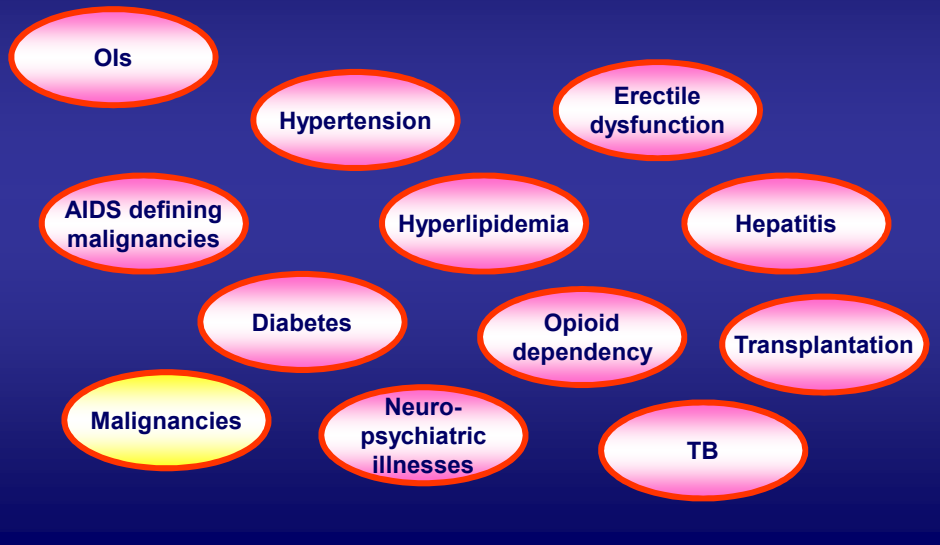 OIs
Hypertension
Erectile
dysfunction
AIDS defining
malignancies
Hyperlipidemia
Hepatitis
Diabetes
Opioid
dependency
Transplantation
Malignancies
Neuro-
psychiatric
illnesses
TB